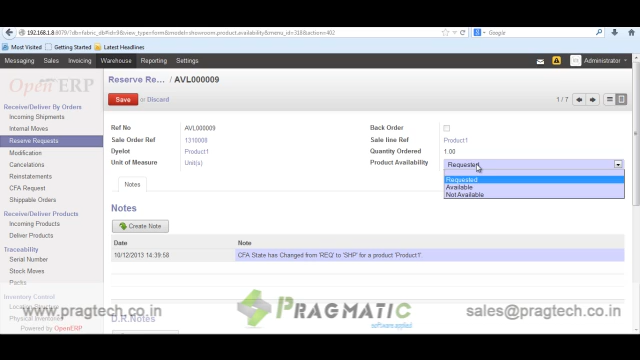 192.168.1.8:8079/?db=fabric_db#id=9&view_type=form&model=showroom.product.availability&menu_id=318&action=402
Google
Most Visited Getting Started Latest Headlines
Messaging Sales Invoicing Warehouse Reporting Settings Administrator
OpenERP
Reserve Re... / AVL000009
Save or Discard
1 / 7
Receive/Deliver By Orders
Incoming Shipments
Internal Moves
Reserve Requests
Modification
Cancelations
Reinstatements
CFA Request
Shippable Orders
Receive/Deliver Products
Incoming Products
Deliver Products
Traceability
Serial Number
Stock Moves
Packs
Inventory Control
Location Structure
Physical Inventories
Powered by OpenERP
Ref No AVL000009
Sale Order Ref 1310008
Dyelot Product1
Unit of Measure Unit(s)
Back Order
Sale line Ref Product1
Quantity Ordered 1.00
Product Availability Requested
Requested
Available
Not Available
Notes
Notes
Create Note
Date Note
10/12/2013 14:39:58 CFA State has Changed from 'REQ' to 'SHP' for a product 'Product1'.
D.R.Notes
www.pragtech.co.in
PRAGMATIC
software applied
sales@pragtech.co.in